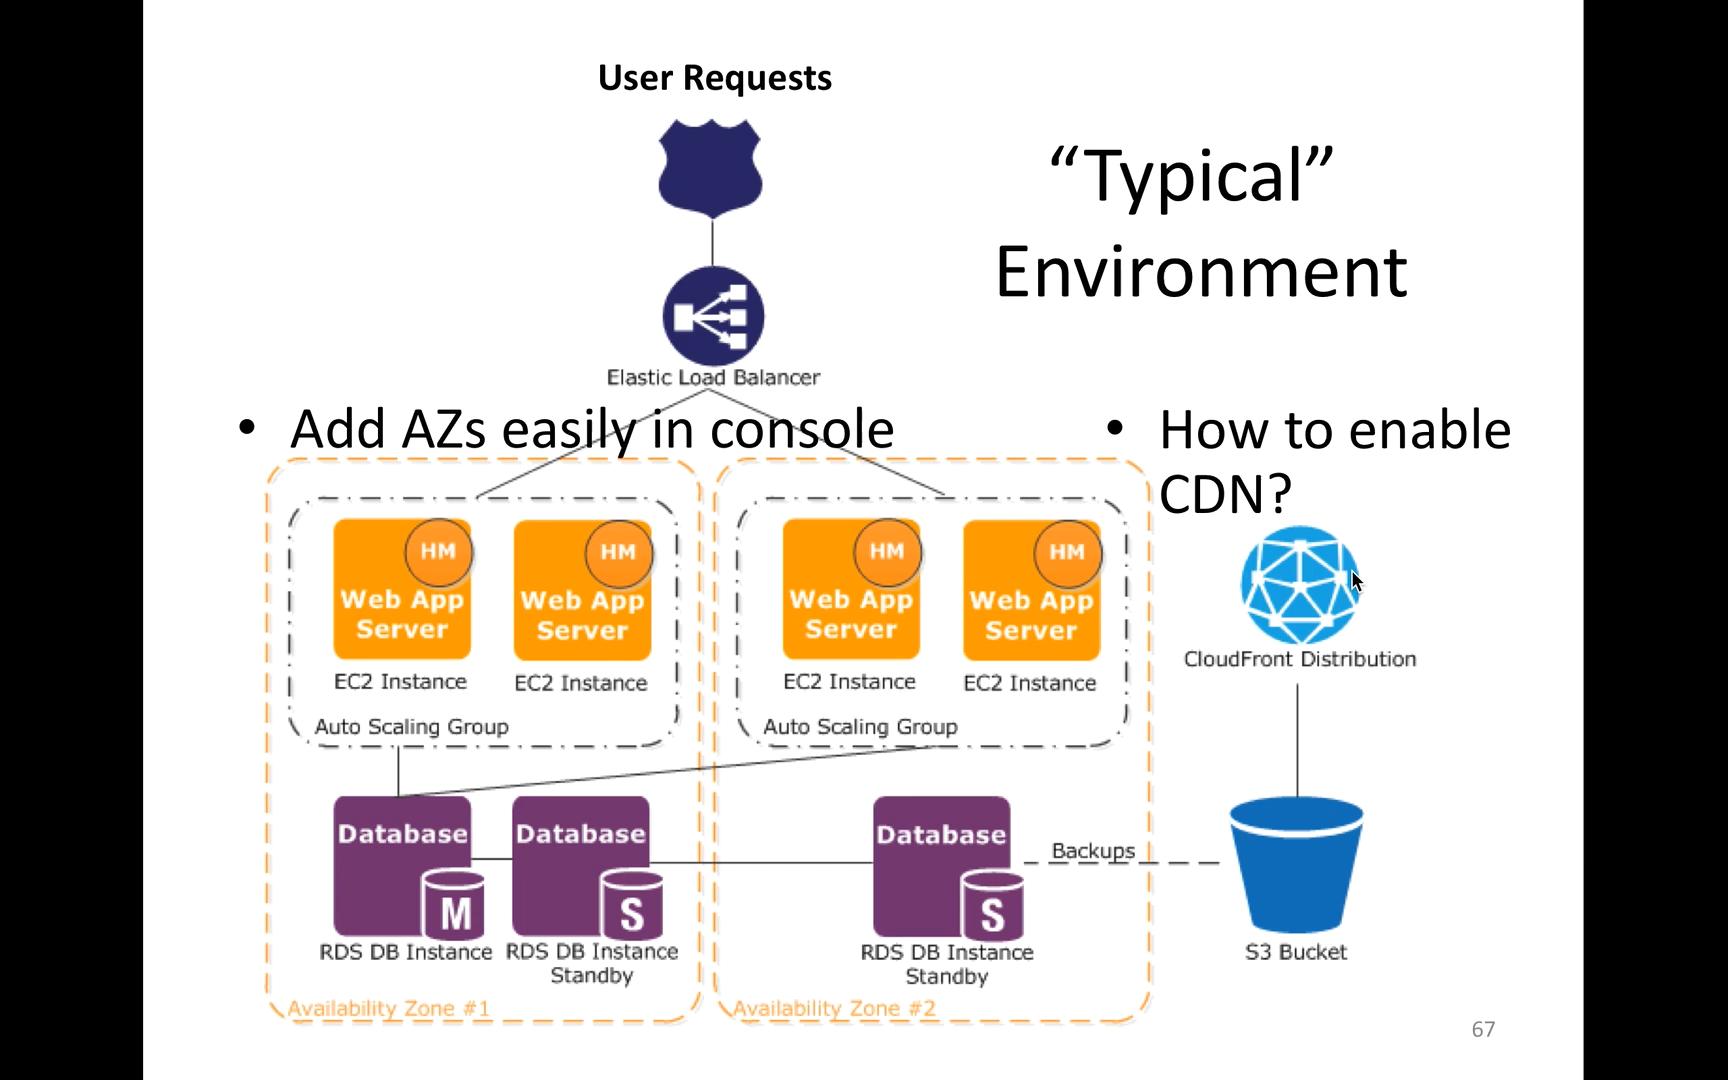 User Requests
“Typical”
Environment
Elastic Load Balancer
• Add AZs easily in console
• How to enable
CDN?
HM
Web App
Server
EC2 Instance
HM
Web App
Server
EC2 Instance
Auto Scaling Group
HM
Web App
Server
EC2 Instance
HM
Web App
Server
EC2 Instance
Auto Scaling Group
CloudFront Distribution
Database
M
RDS DB Instance
Database
S
RDS DB Instance
Standby
Database
S
RDS DB Instance
Standby
Backups
S3 Bucket
Availability Zone #1
Availability Zone #2
67